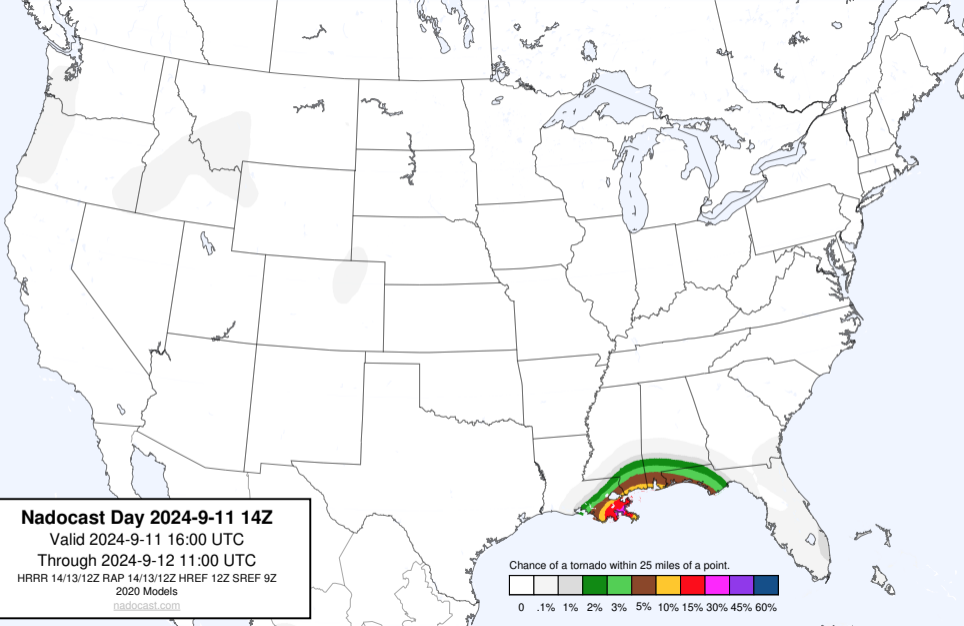 Nadocast Day 2024-9-11 14Z
Valid 2024-9-11 16:00 UTC
Through 2024-9-12 11:00 UTC
HRRR 14/13/12Z RAP 14/13/12Z HREF 12Z SREF 9Z
2020 Models
nadocast.com
Chance of a tornado within 25 miles of a point.
0 .1% 1% 2% 3% 5% 10% 15% 30% 45% 60%